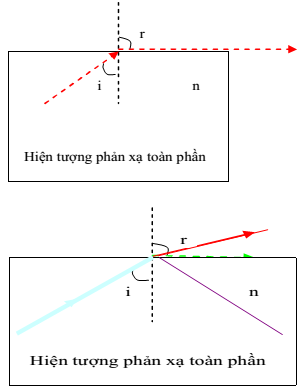 r
i
n
Hiện tượng phản xạ toàn phần
r
i
n
Hiện tượng phản xạ toàn phần